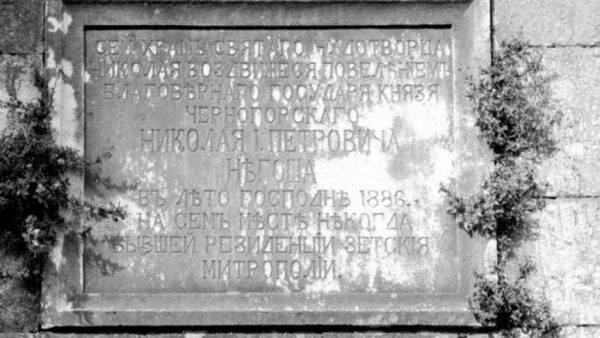 СЕЙ ХРАМЪ СВЯТАГО ЧУДОТВОРЦА
НИКОЛАЯ ВОЗДВИЖЕСЯ ПОВЕЛѢНІЕМЪ
БЛАГОВѢРНАГО ГОСУДАРЯ КНЯЗЯ
ЧЕРНОГОРСКАГО
НИКОЛАЯ I. ПЕТРОВИЧА
НѢГОША
ВЪ ЛѢТО ГОСПОДНѢ 1886.
НА СЕМЪ МѢСТѢ НѢКОГДА
БЫВШЕЙ РЕЗИДЕНЦІИ ЗЕТСКІЯ
МИТРОПОЛІИ.